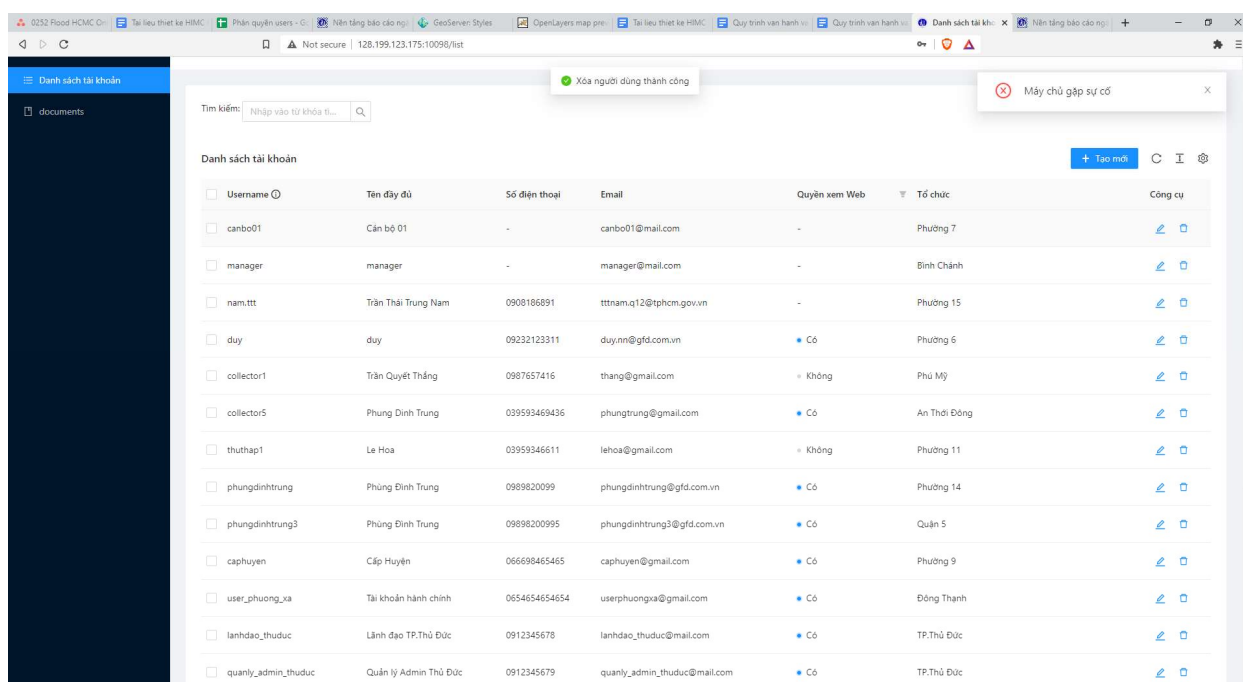 0252 Flood HCMC On
Tai lieu thiet ke HIMC
Phân quyền users - G
Nền tảng báo cáo ngà
GeoServer: Styles
OpenLayers map prev
Tai lieu thiet ke HIMC
Quy trinh van hanh
Quy trinh van hanh
Danh sách tài kho
Nền tảng báo cáo ngà
Not secure | 128.199.123.175:10098/list
Danh sách tài khoản
documents
Xóa người dùng thành công
Máy chủ gặp sự cố
Tìm kiếm: Nhập vào từ khóa tì...
Danh sách tài khoản
+ Tạo mới
Username Tên đầy đủ Số điện thoại Email Quyền xem Web Tổ chức Công cụ
canbo01 Cán bộ 01 - canbo01@mail.com - Phường 7
manager manager - manager@mail.com - Bình Chánh
nam.ttt Trần Thái Trung Nam 0908186891 tttnam.q12@tphcm.gov.vn - Phường 15
duy duy 09232123311 duy.nn@gfd.com.vn Có Phường 6
collector1 Trần Quyết Thắng 0987657416 thang@gmail.com Không Phú Mỹ
collector5 Phung Dinh Trung 039593469436 phungtrung@gmail.com Có An Thới Đông
thuthap1 Le Hoa 03959346611 lehoa@gmail.com Không Phường 11
phungdinhtrung Phùng Đình Trung 0989820099 phungdinhtrung@gfd.com.vn Có Phường 14
phungdinhtrung3 Phùng Đình Trung 09898200995 phungdinhtrung3@gfd.com.vn Có Quận 5
caphuyen Cấp Huyện 066698465465 caphuyen@gmail.com Có Phường 9
user_phuong_xa Tài khoản hành chính 0654654654654 userphuongxa@gmail.com Có Đông Thạnh
lanhdao_thuduc Lãnh đạo TP.Thủ Đức 0912345678 lanhdao_thuduc@mail.com Có TP.Thủ Đức
quanly_admin_thuduc Quản lý Admin Thủ Đức 0912345679 quanly_admin_thuduc@mail.com Có TP.Thủ Đức